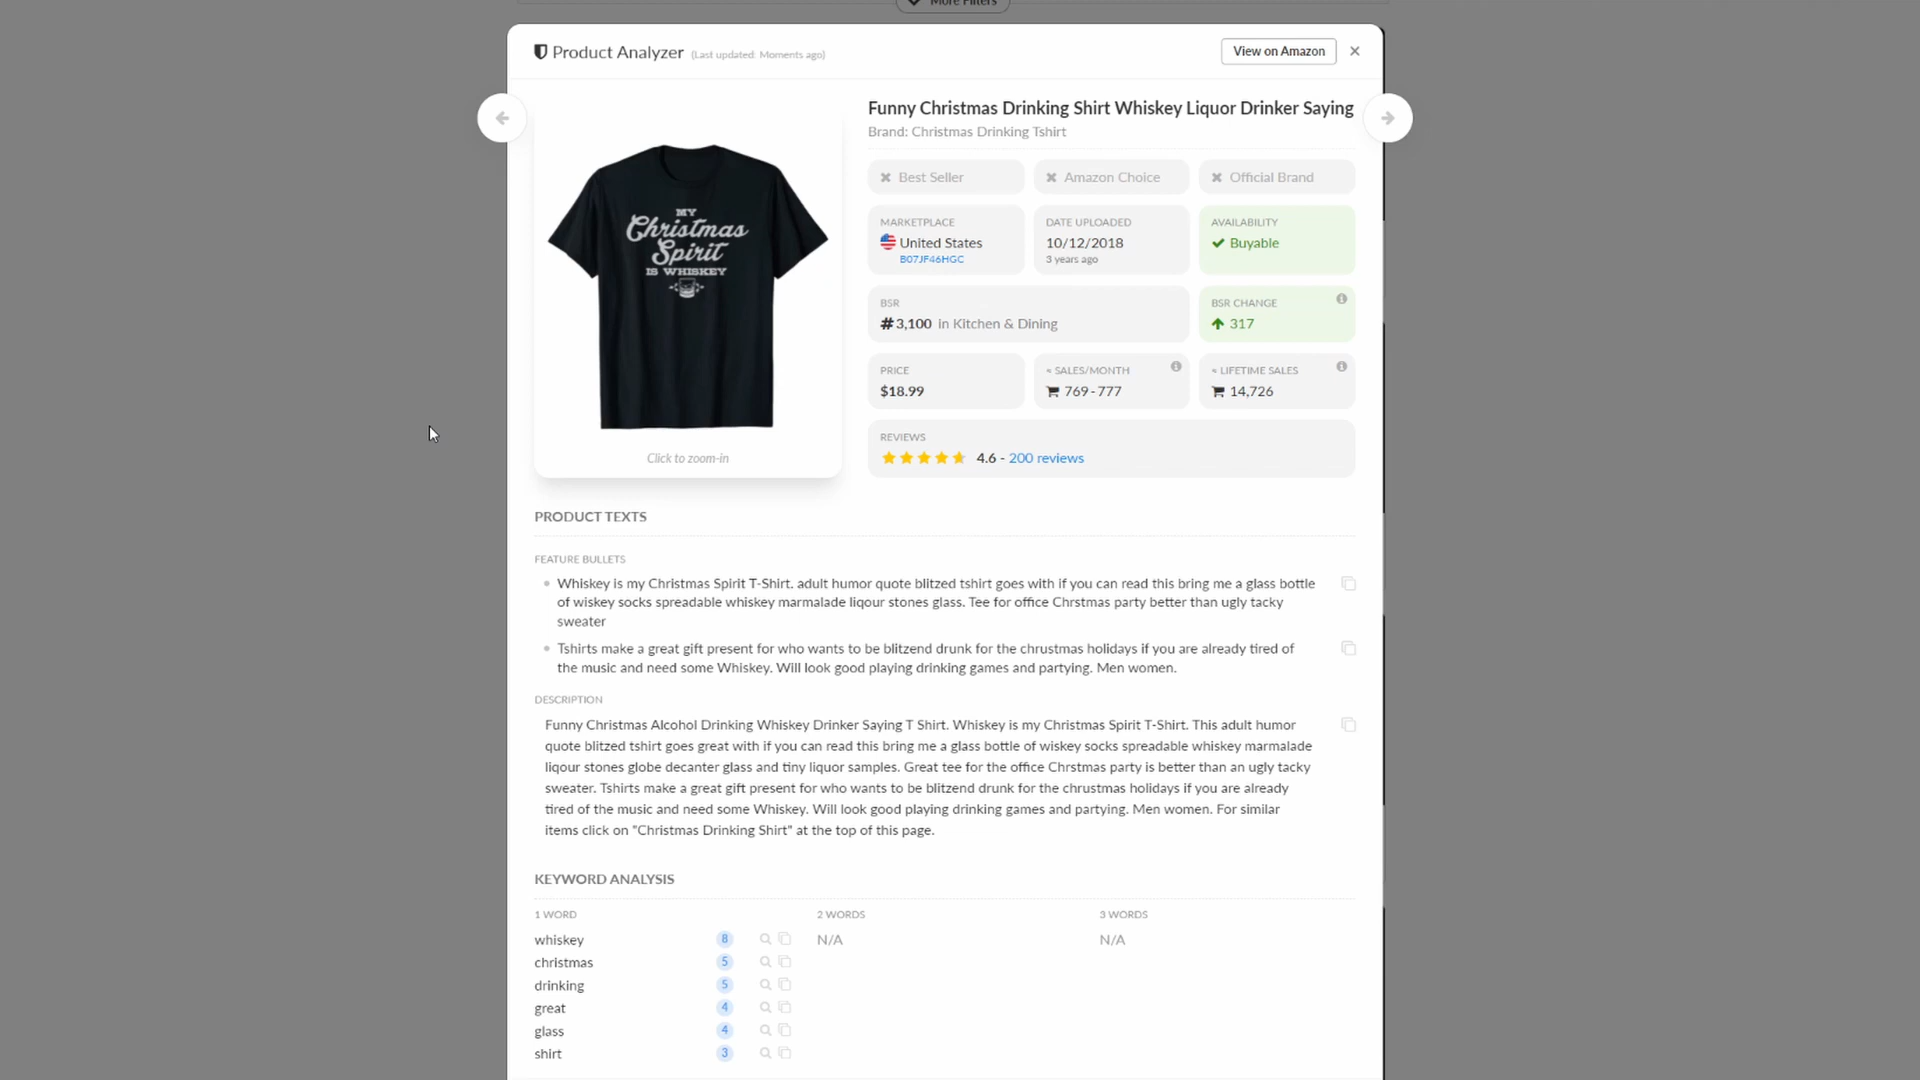 More Filters
Product Analyzer (Last updated: Moments ago)
View on Amazon
Funny Christmas Drinking Shirt Whiskey Liquor Drinker Saying
Brand: Christmas Drinking Tshirt
Best Seller
Amazon Choice
Official Brand
MARKETPLACE
United States
B07JF46HGC
DATE UPLOADED
10/12/2018
3 years ago
AVAILABILITY
Buyable
BSR
#3,100 in Kitchen & Dining
BSR CHANGE
317
PRICE
$18.99
≈ SALES/MONTH
769-777
≈ LIFETIME SALES
14,726
REVIEWS
4.6 - 200 reviews
MY
Christmas
Spirit
IS WHISKEY
Click to zoom-in
PRODUCT TEXTS
FEATURE BULLETS
Whiskey is my Christmas Spirit T-Shirt. adult humor quote blitzed tshirt goes with if you can read this bring me a glass bottle
of wiskey socks spreadable whiskey marmalade liqour stones glass. Tee for office Chrstmas party better than ugly tacky
sweater
Tshirts make a great gift present for who wants to be blitzend drunk for the chrustmas holidays if you are already tired of
the music and need some Whiskey. Will look good playing drinking games and partying. Men women.
DESCRIPTION
Funny Christmas Alcohol Drinking Whiskey Drinker Saying T Shirt. Whiskey is my Christmas Spirit T-Shirt. This adult humor
quote blitzed tshirt goes great with if you can read this bring me a glass bottle of wiskey socks spreadable whiskey marmalade
liqour stones globe decanter glass and tiny liquor samples. Great tee for the office Chrstmas party is better than an ugly tacky
sweater. Tshirts make a great gift present for who wants to be blitzend drunk for the chrustmas holidays if you are already
tired of the music and need some Whiskey. Will look good playing drinking games and partying. Men women. For similar
items click on "Christmas Drinking Shirt" at the top of this page.
KEYWORD ANALYSIS
1 WORD
whiskey 8
christmas 5
drinking 5
great 4
glass 4
shirt 3
2 WORDS
N/A
3 WORDS
N/A